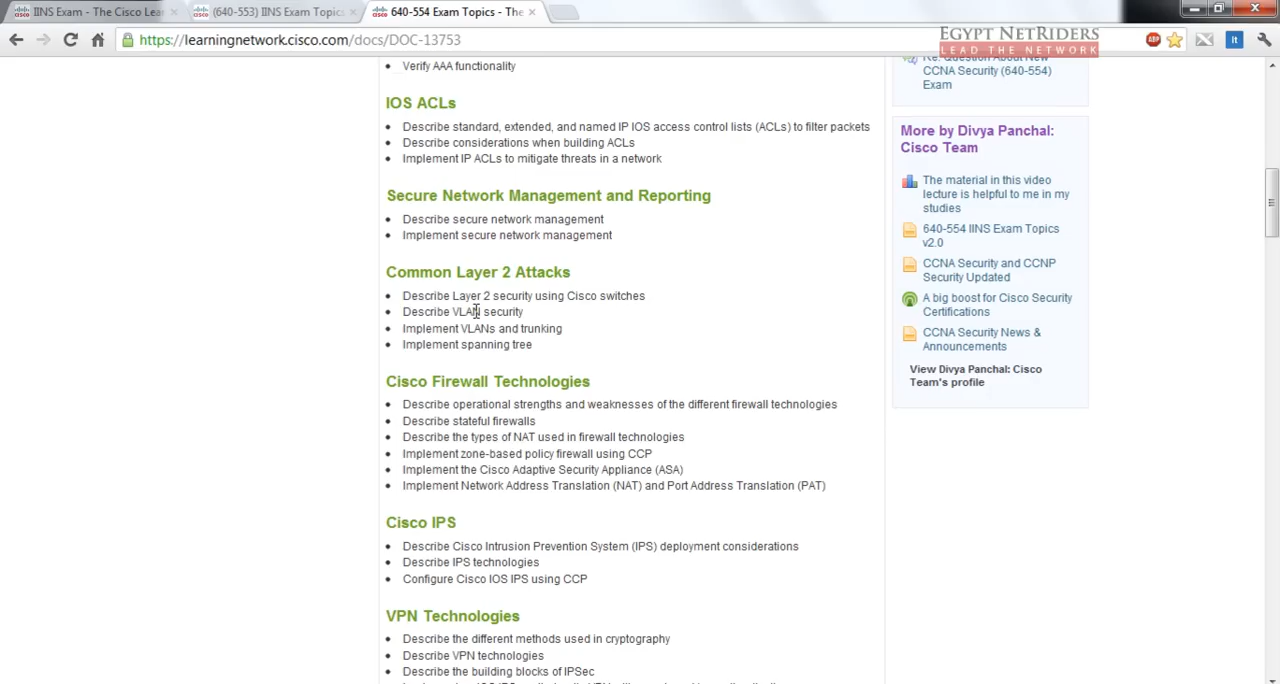 IINS Exam - The Cisco Lear
(640-553) IINS Exam Topics
640-554 Exam Topics - The
https://learningnetwork.cisco.com/docs/DOC-13753
EGYPT NETRIDERS
LEAD THE NETWORK
ABP
It
Verify AAA functionality
IOS ACLs
Describe standard, extended, and named IP IOS access control lists (ACLs) to filter packets
Describe considerations when building ACLs
Implement IP ACLs to mitigate threats in a network
Secure Network Management and Reporting
Describe secure network management
Implement secure network management
Common Layer 2 Attacks
Describe Layer 2 security using Cisco switches
Describe VLAN security
Implement VLANs and trunking
Implement spanning tree
Cisco Firewall Technologies
Describe operational strengths and weaknesses of the different firewall technologies
Describe stateful firewalls
Describe the types of NAT used in firewall technologies
Implement zone-based policy firewall using CCP
Implement the Cisco Adaptive Security Appliance (ASA)
Implement Network Address Translation (NAT) and Port Address Translation (PAT)
Cisco IPS
Describe Cisco Intrusion Prevention System (IPS) deployment considerations
Describe IPS technologies
Configure Cisco IOS IPS using CCP
VPN Technologies
Describe the different methods used in cryptography
Describe VPN technologies
Describe the building blocks of IPSec
Re: Question About New
CCNA Security (640-554)
Exam
More by Divya Panchal:
Cisco Team
The material in this video
lecture is helpful to me in my
studies
640-554 IINS Exam Topics
v2.0
CCNA Security and CCNP
Security Updated
A big boost for Cisco Security
Certifications
CCNA Security News &
Announcements
View Divya Panchal: Cisco
Team's profile